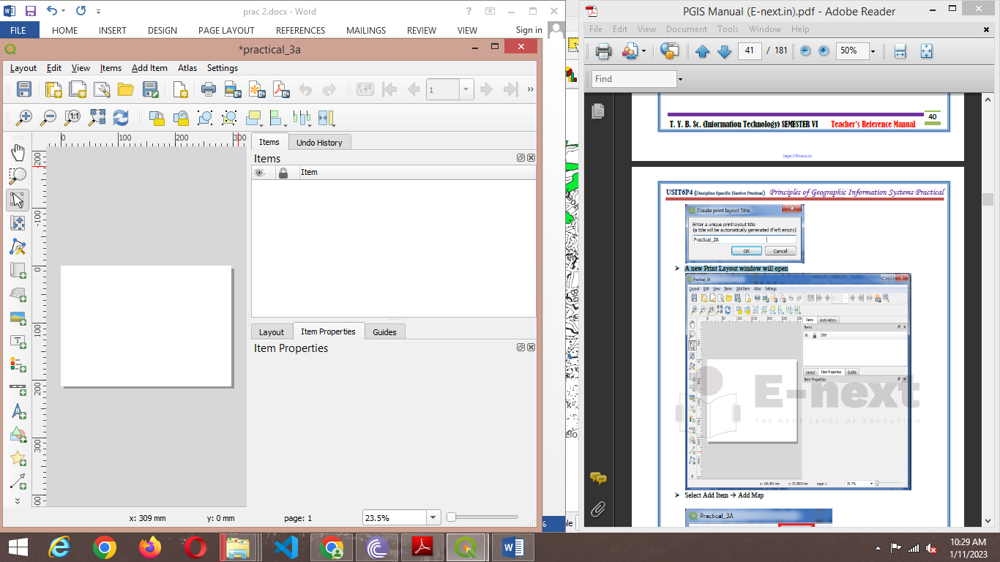 prac 2.docx - Word
FILE HOME INSERT DESIGN PAGE LAYOUT REFERENCES MAILINGS REVIEW VIEW Sign in
*practical_3a
Layout Edit View Items Add Item Atlas Settings
1
1:1
0 100 200 300
-200
-100
0
100
200
300
Items Undo History
Items
Item
Layout Item Properties Guides
Item Properties
x: 309 mm y: 0 mm page: 1 23.5%
PGIS Manual (E-next.in).pdf - Adobe Reader
File Edit View Document Tools Window Help
41 / 181 50%
Find
40
T. Y. B. Sc. (Information Technology) SEMESTER VI Teacher's Reference Manual
https://E-next.in
USIT6P4 (Discipline Specific Elective Practical) Principles of Geographic Information Systems Practical
Create print layout Title
Enter a unique print layout title
(a title will be automatically generated if left empty)
Practical_3A
OK Cancel
➢ A new Print Layout window will open
Practical_3A
Layout Edit View Items Add Item Atlas Settings
Items Undo History
Items
Item
Layout Item Properties Guides
Item Properties
E-next
THE NEXT LEVEL OF EDUCATION
page: 1
➢ Select Add Item → Add Map
Practical_3A
10:29 AM
1/11/2023